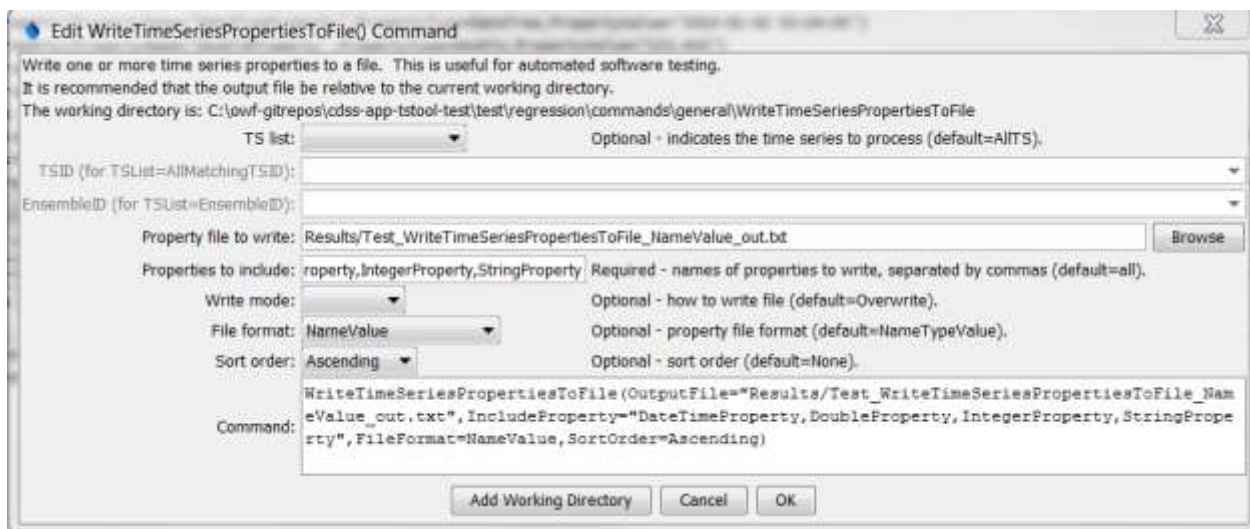 Edit WriteTimeSeriesPropertiesToFile() Command
Write one or more time series properties to a file. This is useful for automated software testing.
It is recommended that the output file be relative to the current working directory.
The working directory is: C:\owf-gitrepos\cdss-app-tstool-test\test\regression\commands\general\WriteTimeSeriesPropertiesToFile
TS list: Optional - indicates the time series to process (default=AllTS).
TSID (for TSList=AllMatchingTSID):
EnsembleID (for TSList=EnsembleID):
Property file to write: Results/Test_WriteTimeSeriesPropertiesToFile_NameValue_out.txt Browse
Properties to include: roperty,IntegerProperty,StringProperty Required - names of properties to write, separated by commas (default=all).
Write mode: Optional - how to write file (default=Overwrite).
File format: NameValue Optional - property file format (default=NameTypeValue).
Sort order: Ascending Optional - sort order (default=None).
WriteTimeSeriesPropertiesToFile(OutputFile="Results/Test_WriteTimeSeriesPropertiesToFile_Nam
Command: eValue_out.txt",IncludeProperty="DateTimeProperty,DoubleProperty,IntegerProperty,StringPrope
rty",FileFormat=NameValue,SortOrder=Ascending)
Add Working Directory Cancel OK